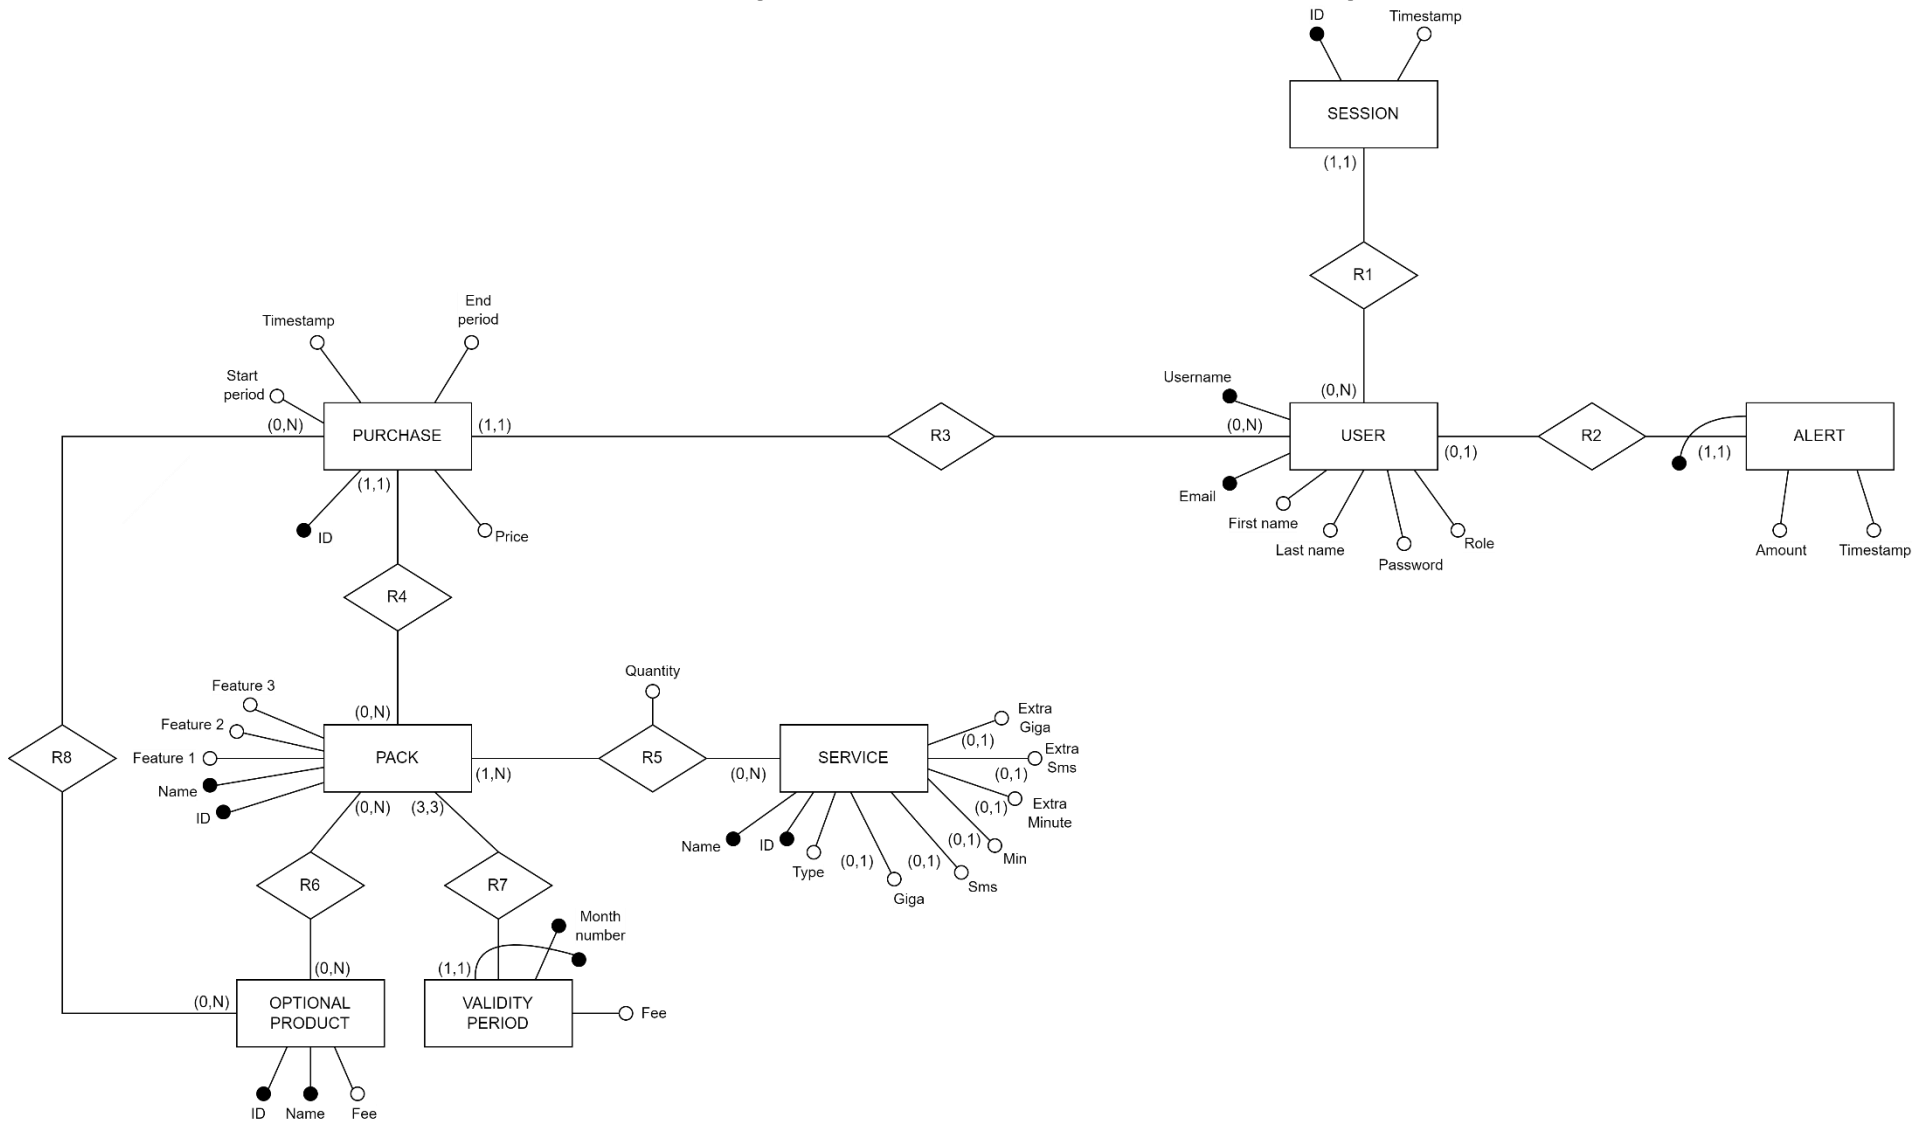 ID
Timestamp
SESSION
(1,1)
R1
End
period
Timestamp
Start
period
(0,N)
PURCHASE
(1,1)
R3
Username
(0,N)
(0,N)
USER
(0,1)
R2
(1,1)
ALERT
(1,1)
ID
Price
Email
First name
Last name
Password
Role
Amount
Timestamp
R4
Quantity
Feature 3
Feature 2
Feature 1
Name
ID
(0,N)
PACK
(1,N)
R5
(0,N)
SERVICE
Extra
Giga
(0,1)
Extra
Sms
(0,1)
Extra
Minute
(0,1)
Min
(0,1)
Sms
(0,1)
Giga
(0,1)
Type
ID
Name
R8
(0,N)
(3,3)
R6
R7
Month
number
(0,N)
(1,1)
(0,N)
OPTIONAL
PRODUCT
VALIDITY
PERIOD
Fee
ID
Name
Fee